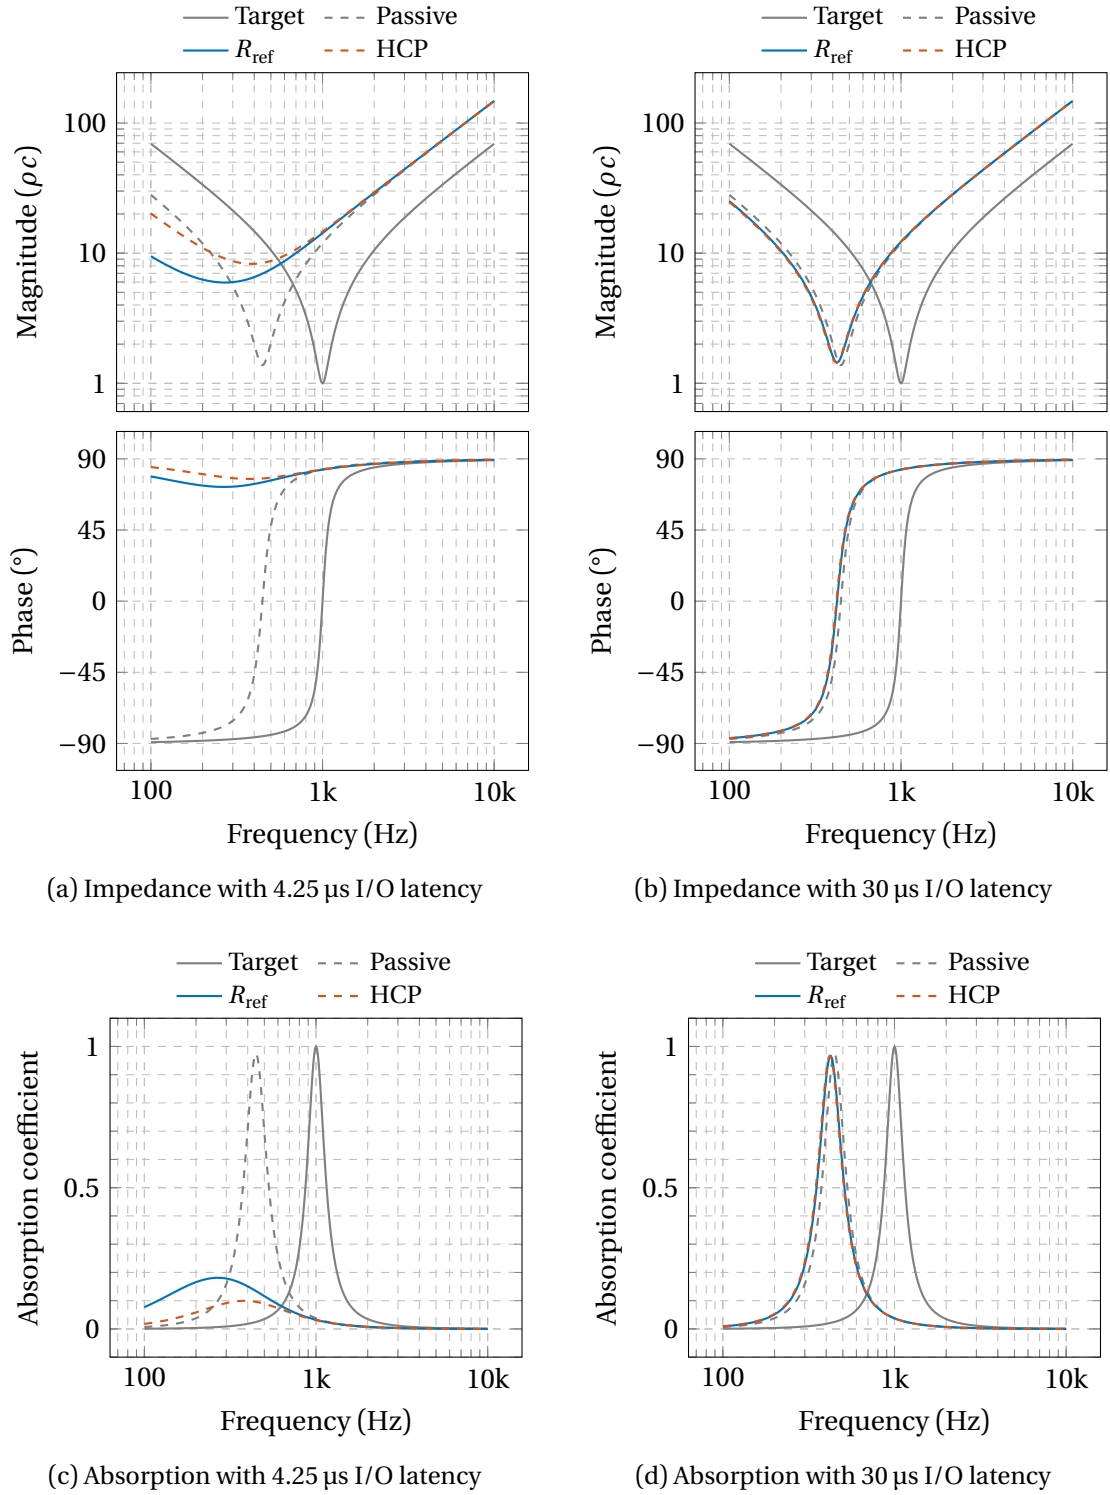 Target Passive
R_ref HCP
100
10
1
Magnitude (ρc)
90
45
0
−45
−90
Phase (°)
100 1k 10k
Frequency (Hz)
(a) Impedance with 4.25 µs I/O latency
Target Passive
R_ref HCP
100
10
1
Magnitude (ρc)
90
45
0
−45
−90
Phase (°)
100 1k 10k
Frequency (Hz)
(b) Impedance with 30 µs I/O latency
Target Passive
R_ref HCP
1
0.5
0
Absorption coefficient
100 1k 10k
Frequency (Hz)
(c) Absorption with 4.25 µs I/O latency
Target Passive
R_ref HCP
1
0.5
0
Absorption coefficient
100 1k 10k
Frequency (Hz)
(d) Absorption with 30 µs I/O latency